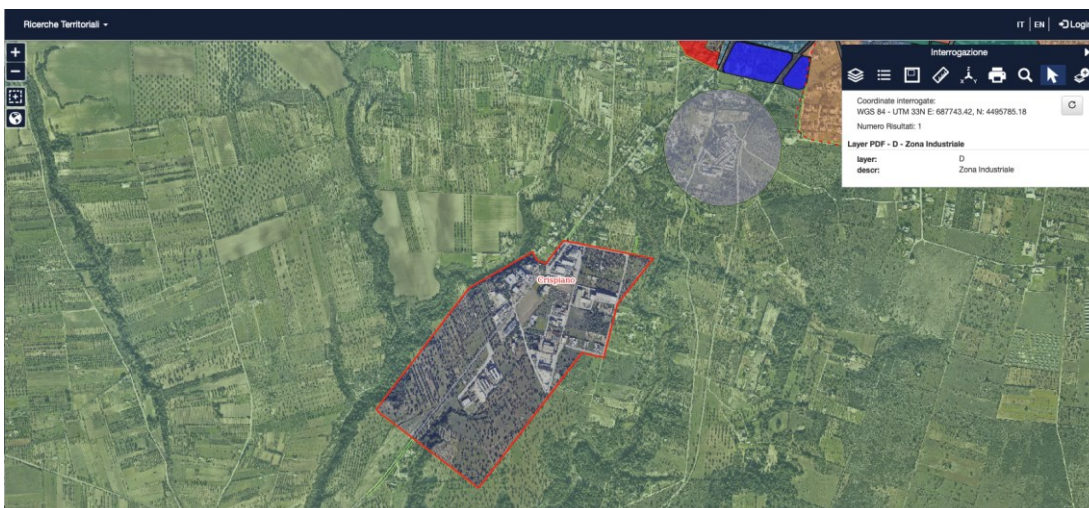 Ricerche Territoriali
IT | EN | Login
+
−
Interrogazione
Coordinate interrogate:
WGS 84 - UTM 33N E: 687743.42, N: 4495785.18
Numero Risultati: 1
Layer PDF - D - Zona Industriale
layer: D
descr: Zona Industriale
Crispiano